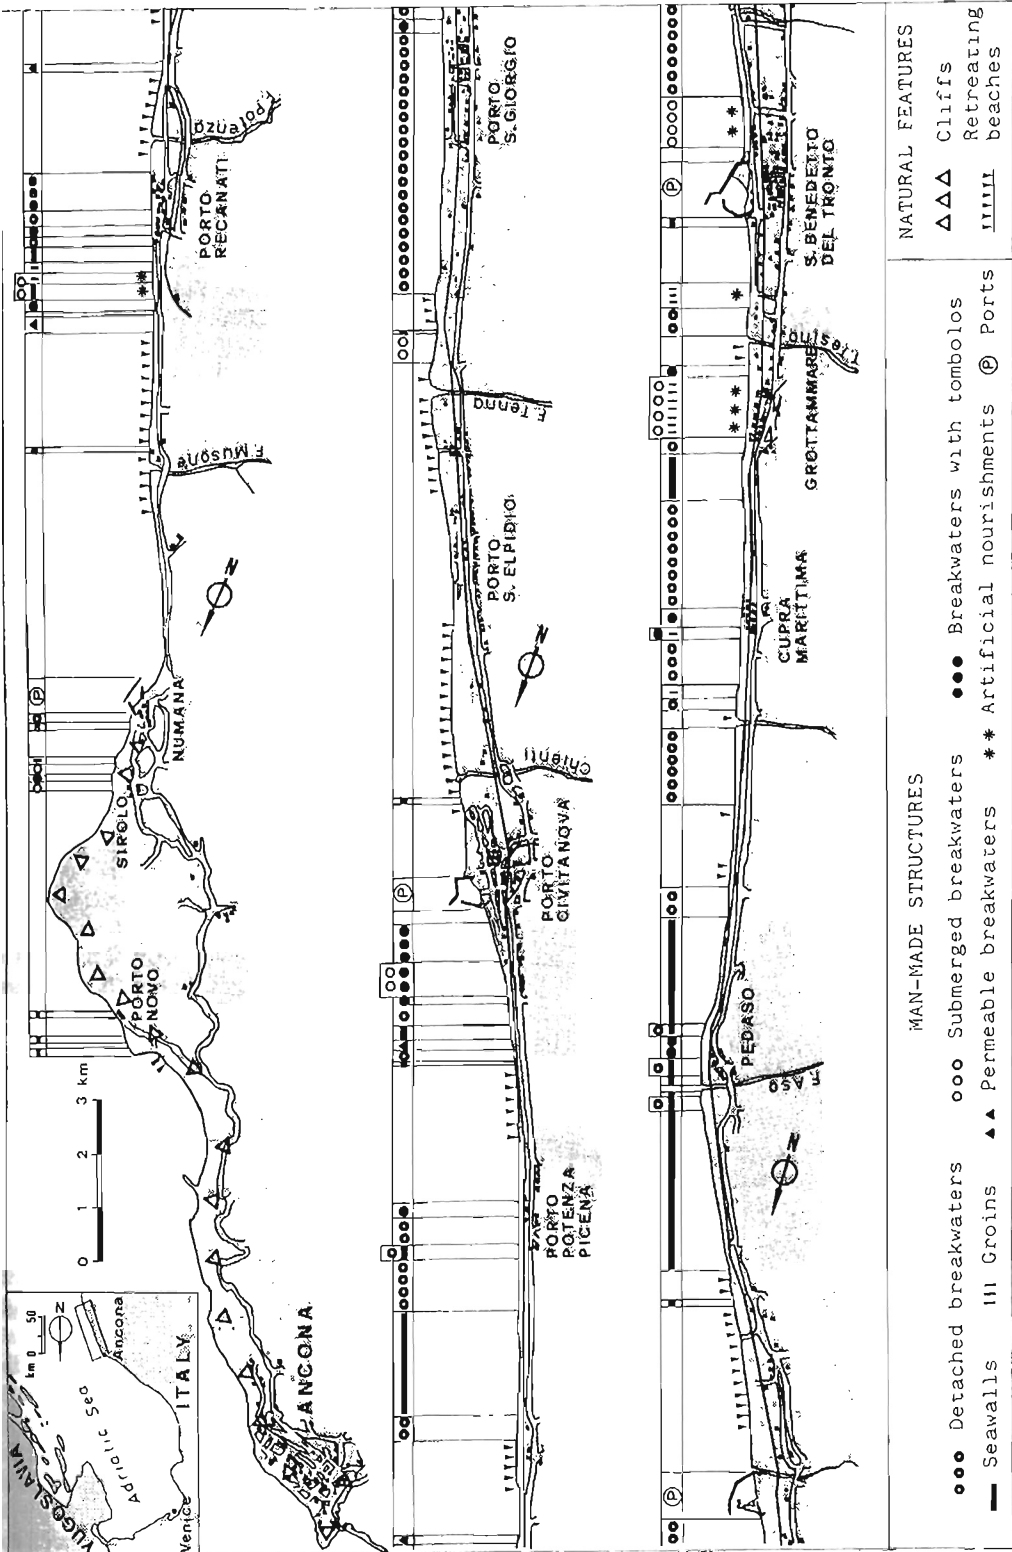 YUGOSLAVIA
Adriatic Sea
ITALY
Venice
Ancona
km 0 50
N
0 1 2 3 km
ANCONA
PORTO
NOVO
SIROLO
NUMANA
P
N
F. Musone
PORTO
RECANATI
F. Potenza
PORTO
POTENZA
PICENA
P
PORTO
CIVITANOVA
Chienti
N
PORTO
S. ELPIDIO
F. Tenna
PORTO
S. GIORGIO
P
N
F. ASO
PEDASO
CUPRA
MARITTIMA
GROTTAMMARE
T. Tesino
P
S. BENEDETTO
DEL TRONTO
MAN-MADE STRUCTURES
Detached breakwaters
Submerged breakwaters
Breakwaters with tombolos
Seawalls
Groins
Permeable breakwaters
Artificial nourishments
P Ports
NATURAL FEATURES
Cliffs
Retreating
beaches